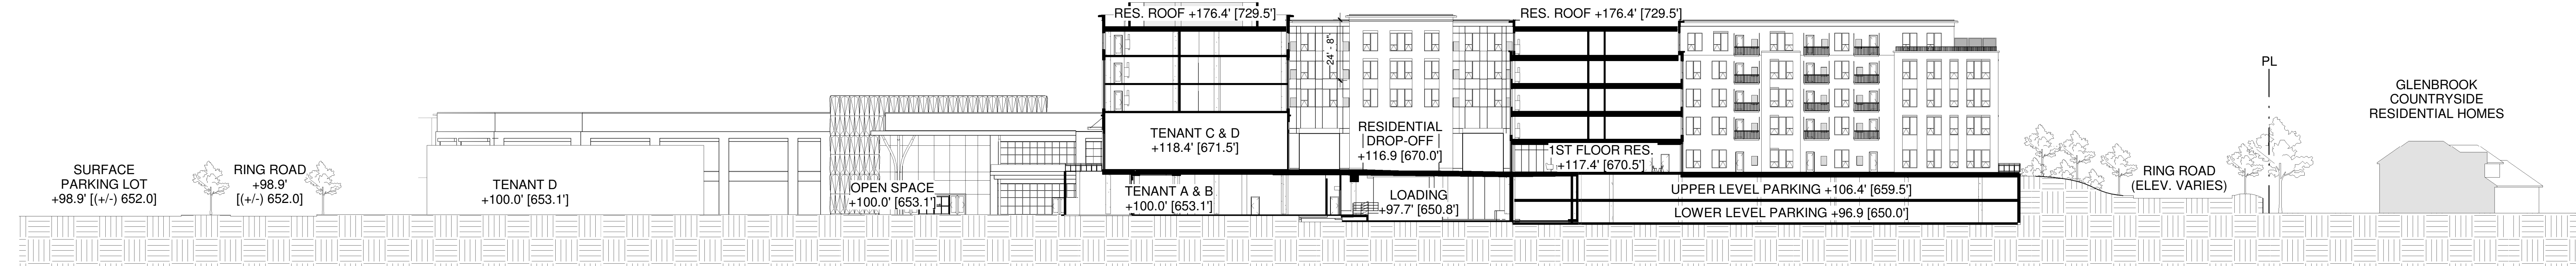 SURFACE
PARKING LOT
+98.9' [(+/-) 652.0]
RING ROAD
+98.9'
[(+/-) 652.0]
TENANT D
+100.0' [653.1']
OPEN SPACE
+100.0' [653.1']
RES. ROOF +176.4' [729.5']
TENANT C & D
+118.4' [671.5']
TENANT A & B
+100.0' [653.1']
24' - 8"
RESIDENTIAL
DROP-OFF
+116.9 [670.0']
LOADING
+97.7' [650.8']
RES. ROOF +176.4' [729.5']
1ST FLOOR RES.
+117.4' [670.5']
UPPER LEVEL PARKING +106.4' [659.5']
LOWER LEVEL PARKING +96.9 [650.0']
RING ROAD
(ELEV. VARIES)
PL
GLENBROOK
COUNTRYSIDE
RESIDENTIAL HOMES